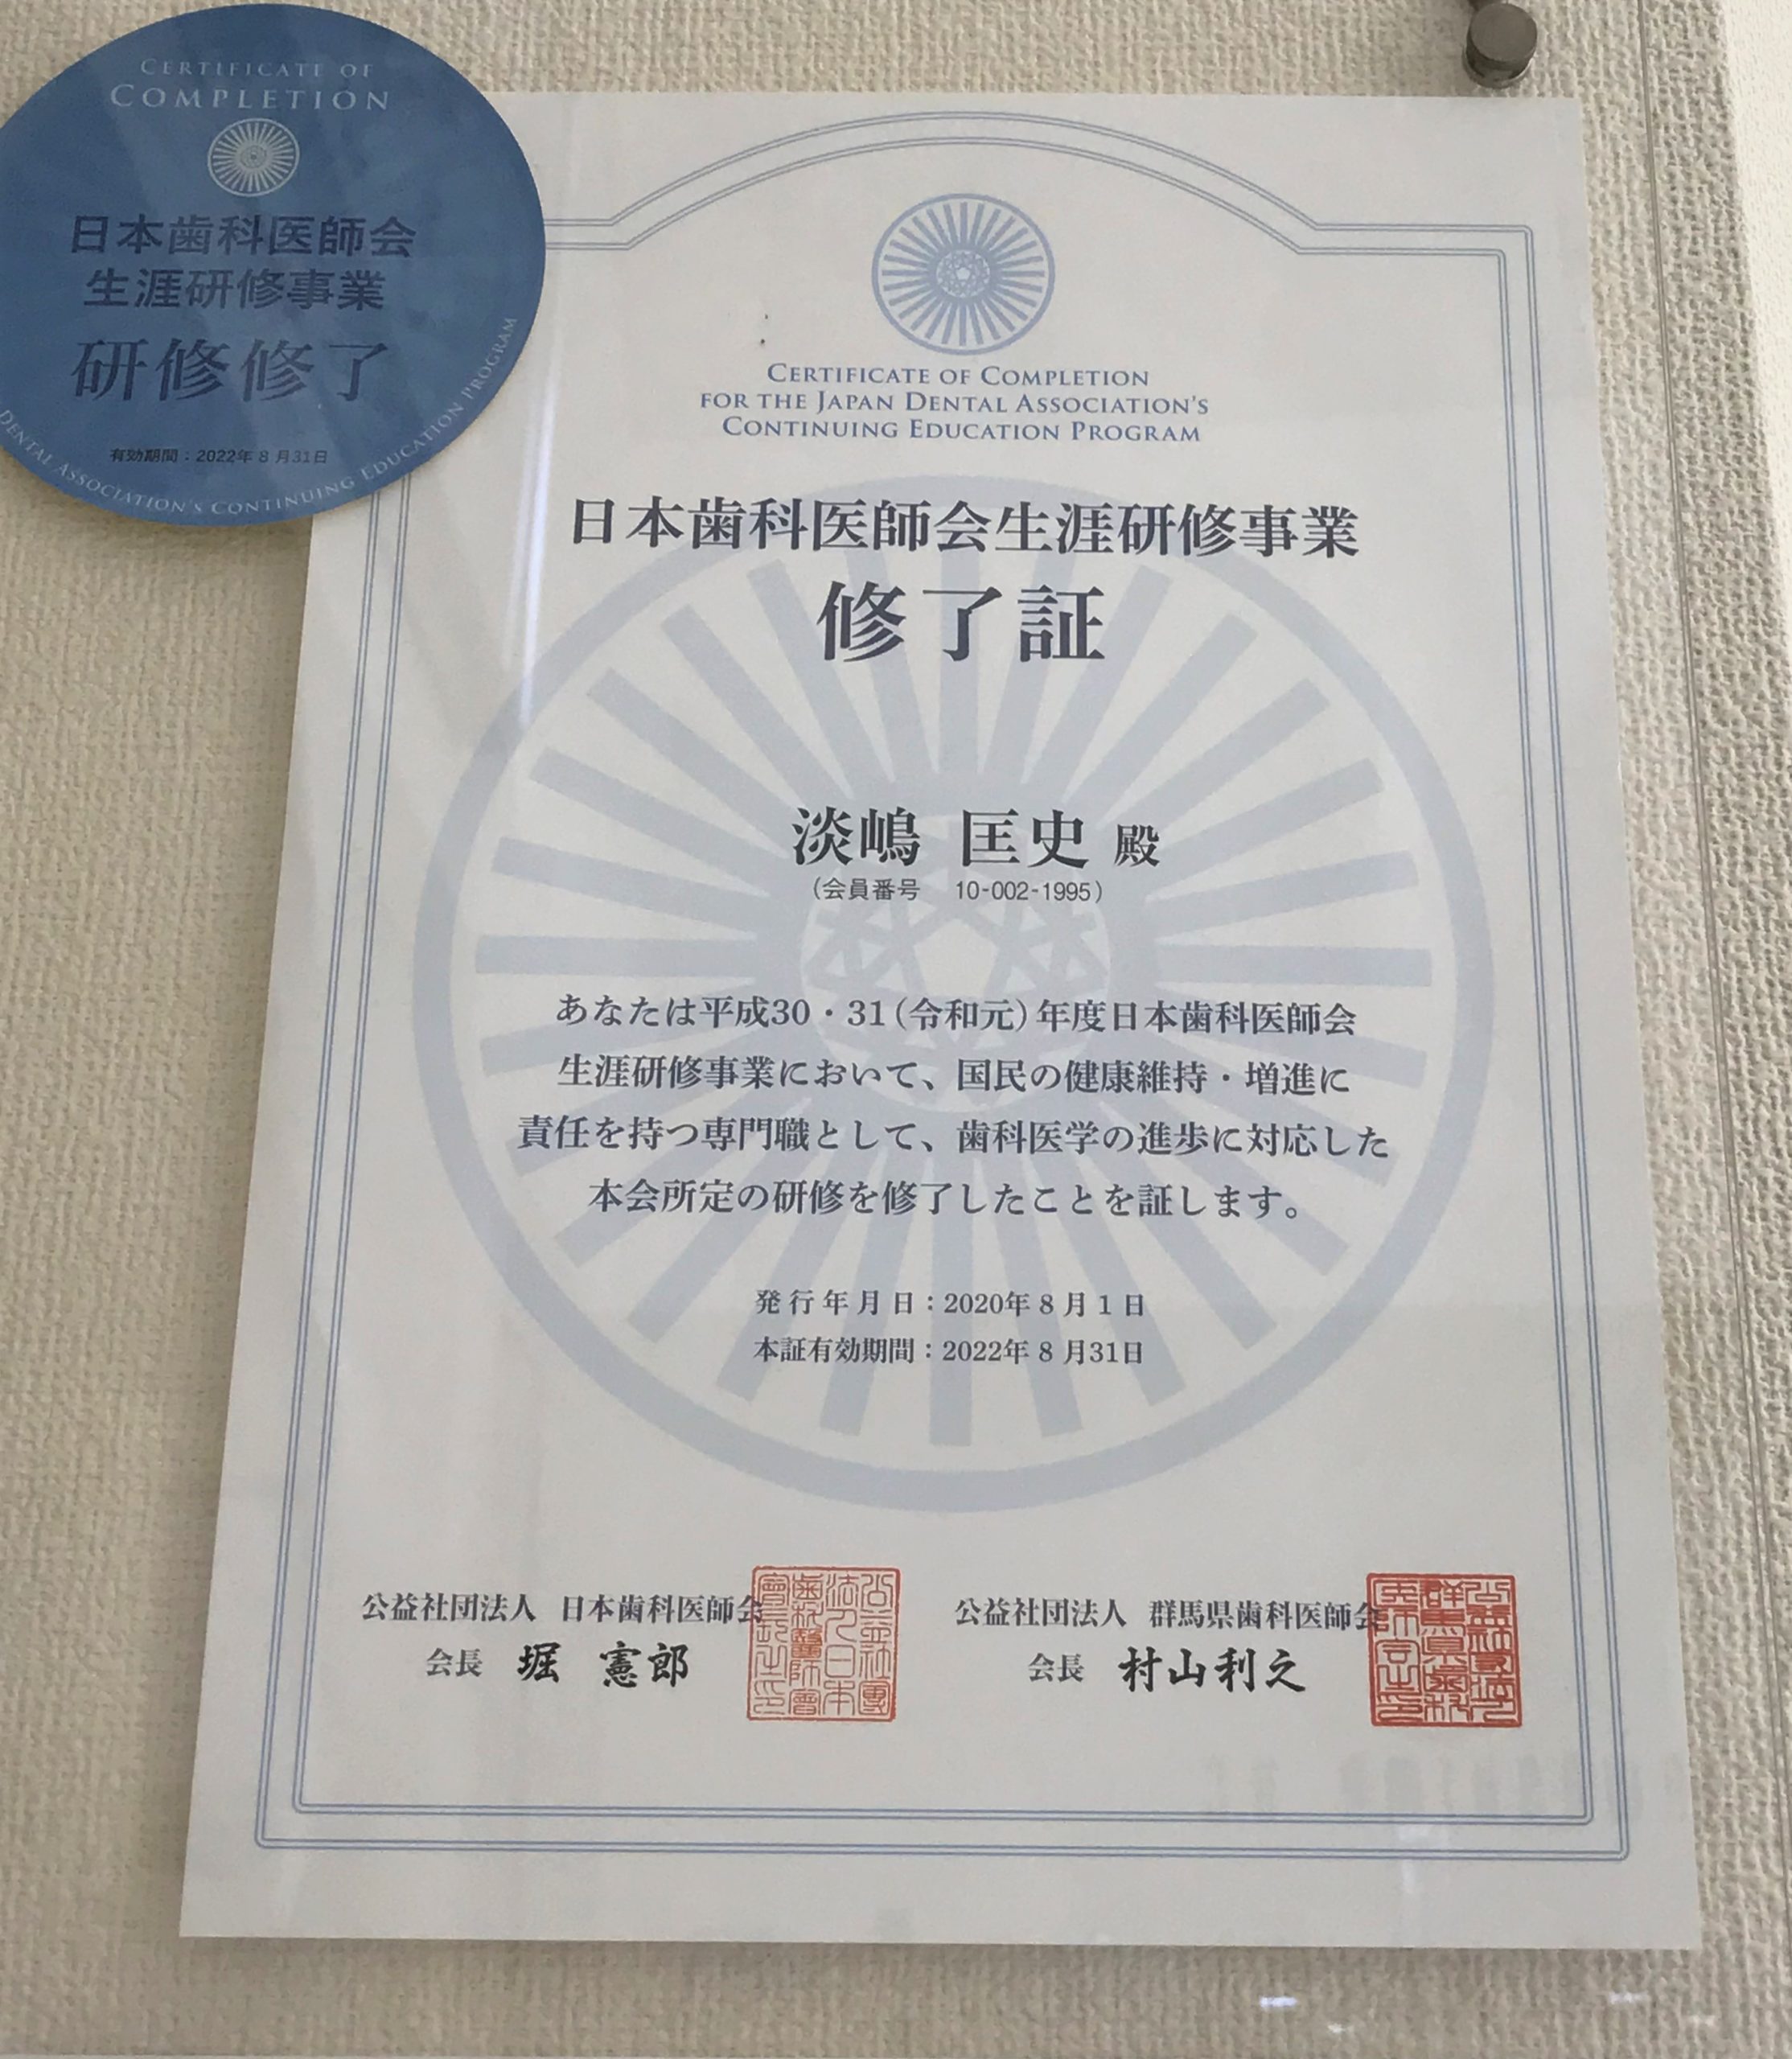 CERTIFICATE OF
COMPLETION
日本歯科医師会
生涯研修事業
研修修了
有効期間：2022年8月31日
DENTAL ASSOCIATION'S CONTINUING EDUCATION PROGRAM
CERTIFICATE OF COMPLETION
FOR THE JAPAN DENTAL ASSOCIATION'S
CONTINUING EDUCATION PROGRAM
日本歯科医師会生涯研修事業
修了証
淡嶋 匡史 殿
(会員番号 10-002-1995)
あなたは平成30・31(令和元)年度日本歯科医師会
生涯研修事業において、国民の健康維持・増進に
責任を持つ専門職として、歯科医学の進歩に対応した
本会所定の研修を修了したことを証します。
発行年月日：2020年8月1日
本証有効期間：2022年8月31日
公益社団法人 日本歯科医師会
会長 堀 憲郎
公益社団法人 群馬県歯科医師会
会長 村山利之